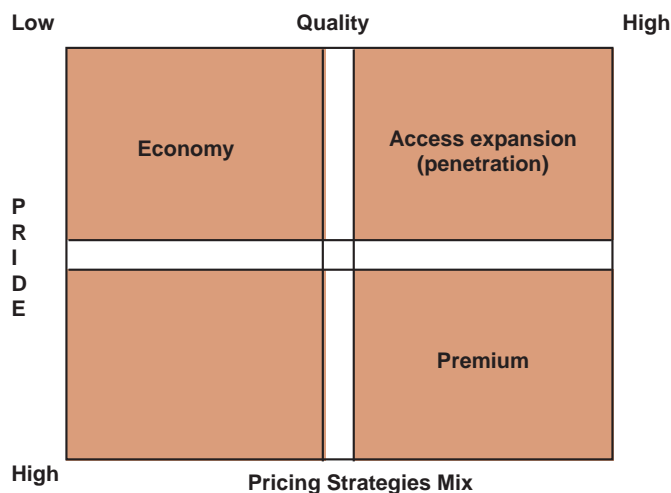 Low Quality High
Economy
Access expansion
(penetration)
P
R
I
D
E
Premium
High
Pricing Strategies Mix